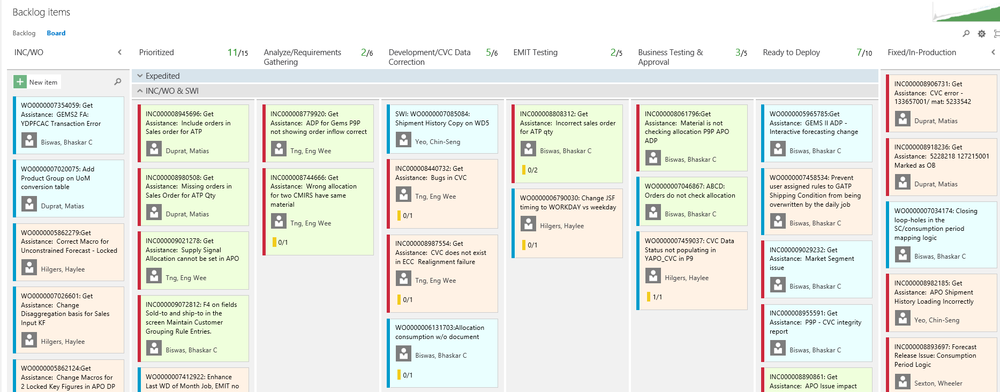 Backlog items
Backlog Board
INC/WO
Prioritized 11/15
Analyze/Requirements
Gathering
2/6
Development/CVC Data
Correction
5/6
EMIT Testing 2/5
Business Testing &
Approval
3/5
Ready to Deploy 7/10
Fixed/In-Production
Expedited
INC/WO & SWI
New item
WO0000007354059: Get
Assistance: GEMS2 FA:
YDPFCAC Transaction Error
Biswas, Bhaskar C
WO0000007020075: Add
Product Group on UoM
conversion table
Duprat, Matias
WO0000005862279:Get
Assistance: Correct Macro for
Unconstrained Forecast - Locked
Hilgers, Haylee
WO0000007026601: Get
Assistance: Change
Disaggregation basis for Sales
Input KF
Hilgers, Haylee
WO0000005862124:Get
Assistance: Change Macros for
2 Locked Key Figures in APO DP
INC000008945696: Get
Assistance: Include orders in
Sales order for ATP
Duprat, Matias
INC000008980508: Get
Assistance: Missing orders in
Sales Order for ATP Qty
Duprat, Matias
INC000009021278: Get
Assistance: Supply Signal
Allocation cannot be set in APO
Tng, Eng Wee
INC000009072812: F4 on fields
Sold-to and ship-to in the
screen Maintain Customer
Grouping Rule Entries.
Biswas, Bhaskar C
WO0000007412922: Enhance
Last WD of Month Job, EMIT no
INC000008779920: Get
Assistance: ADP for Gems P9P
not showing order inflow correct
Tng, Eng Wee
INC000008744666: Get
Assistance: Wrong allocation
for two CMIRS have same
material
Tng, Eng Wee
0/1
SWI: WO0000007085084:
Shipment History Copy on WD5
Yeo, Chin-Seng
INC000008440732: Get
Assistance: Bugs in CVC
Tng, Eng Wee
0/1
INC000008987554: Get
Assistance: CVC does not exist
in ECC Realignment failure
Tng, Eng Wee
0/1
WO0000006131703:Allocation
consumption w/o document
Biswas, Bhaskar C
0/1
INC000008808312: Get
Assistance: Incorrect sales order
for ATP qty
Biswas, Bhaskar C
0/2
WO0000006790030: Change JSF
timing to WORKDAY vs weekday
Hilgers, Haylee
0/1
INC000008061796:Get
Assistance: Material is not
checking allocation P9P APO
ADP
Biswas, Bhaskar C
WO0000007046867: ABCD:
Orders do not check allocation
Biswas, Bhaskar C
WO0000007459037: CVC Data
Status not populating in
YAPO_CVC in P9
Hilgers, Haylee
1/1
WO0000005965785:Get
Assistance: GEMS II ADP -
Interactive forecasting change
Biswas, Bhaskar C
WO0000007458534: Prevent
user assigned rules to GATP
Shipping Condition from being
overwritten by the daily job
Biswas, Bhaskar C
INC000009029232: Get
Assistance: Market Segment
issue
Biswas, Bhaskar C
INC000008955591: Get
Assistance: P9P - CVC integrity
report
Biswas, Bhaskar C
INC000008890861: Get
Assistance: APO Issue impact
INC000008906731: Get
Assistance: CVC error -
133657001/ mat: 5233542
Duprat, Matias
INC000008918236: Get
Assistance: 5228218 127215001
Marked as OB
Duprat, Matias
WO0000007034174: Closing
loop-holes in the
SC/consumption period
mapping logic
Biswas, Bhaskar C
INC000008982185: Get
Assistance: APO Shipment
History Loading Incorrectly
Yeo, Chin-Seng
INC000008893697: Forecast
Release Issue: Consumption
Period Logic
Sexton, Wheeler